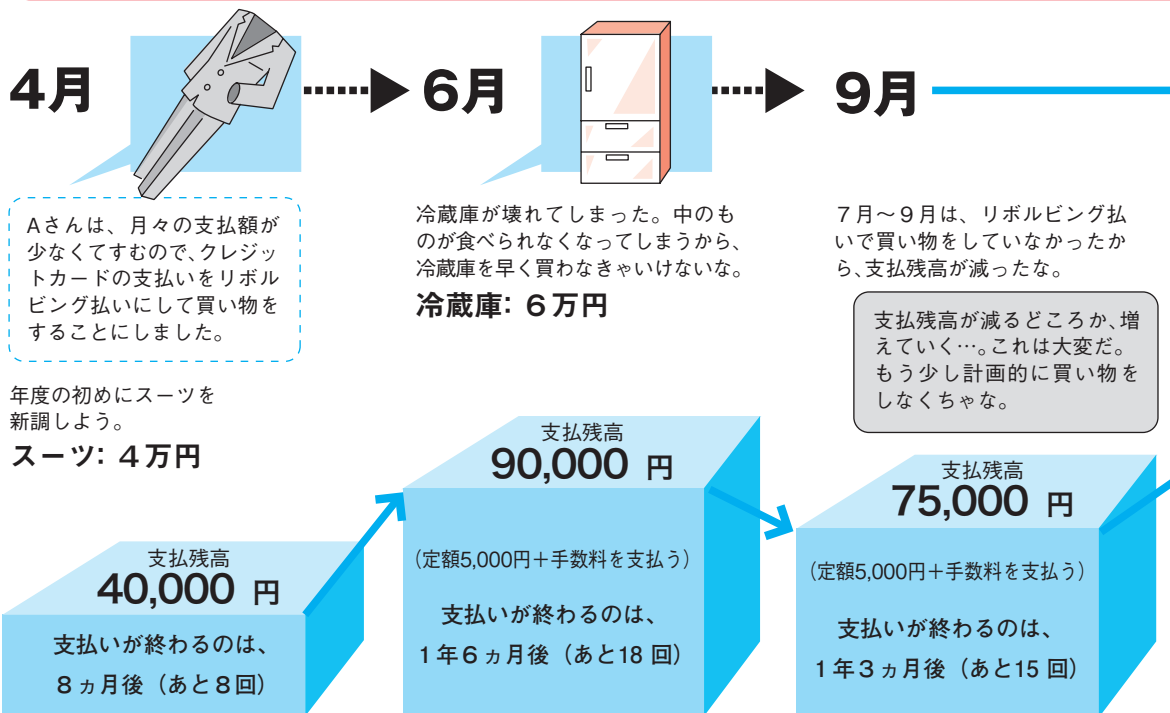 4月
Aさんは、月々の支払額が
少なくてすむので、クレジッ
トカードの支払いをリボル
ビング払いにして買い物を
することにしました。
年度の初めにスーツを
新調しよう。
スーツ: 4万円
支払残高
40,000 円
支払いが終わるのは、
8ヵ月後（あと8回）
6月
冷蔵庫が壊れてしまった。中のも
のが食べられなくなってしまうから、
冷蔵庫を早く買わなきゃいけないな。
冷蔵庫: 6万円
支払残高
90,000 円
（定額5,000円＋手数料を支払う）
支払いが終わるのは、
1年6ヵ月後（あと18 回）
9月
7月～9月は、リボルビング払
いで買い物をしていなかったか
ら、支払残高が減ったな。
支払残高が減るどころか、増
えていく…。これは大変だ。
もう少し計画的に買い物を
しなくちゃな。
支払残高
75,000 円
（定額5,000円＋手数料を支払う）
支払いが終わるのは、
1年3ヵ月後（あと15 回）